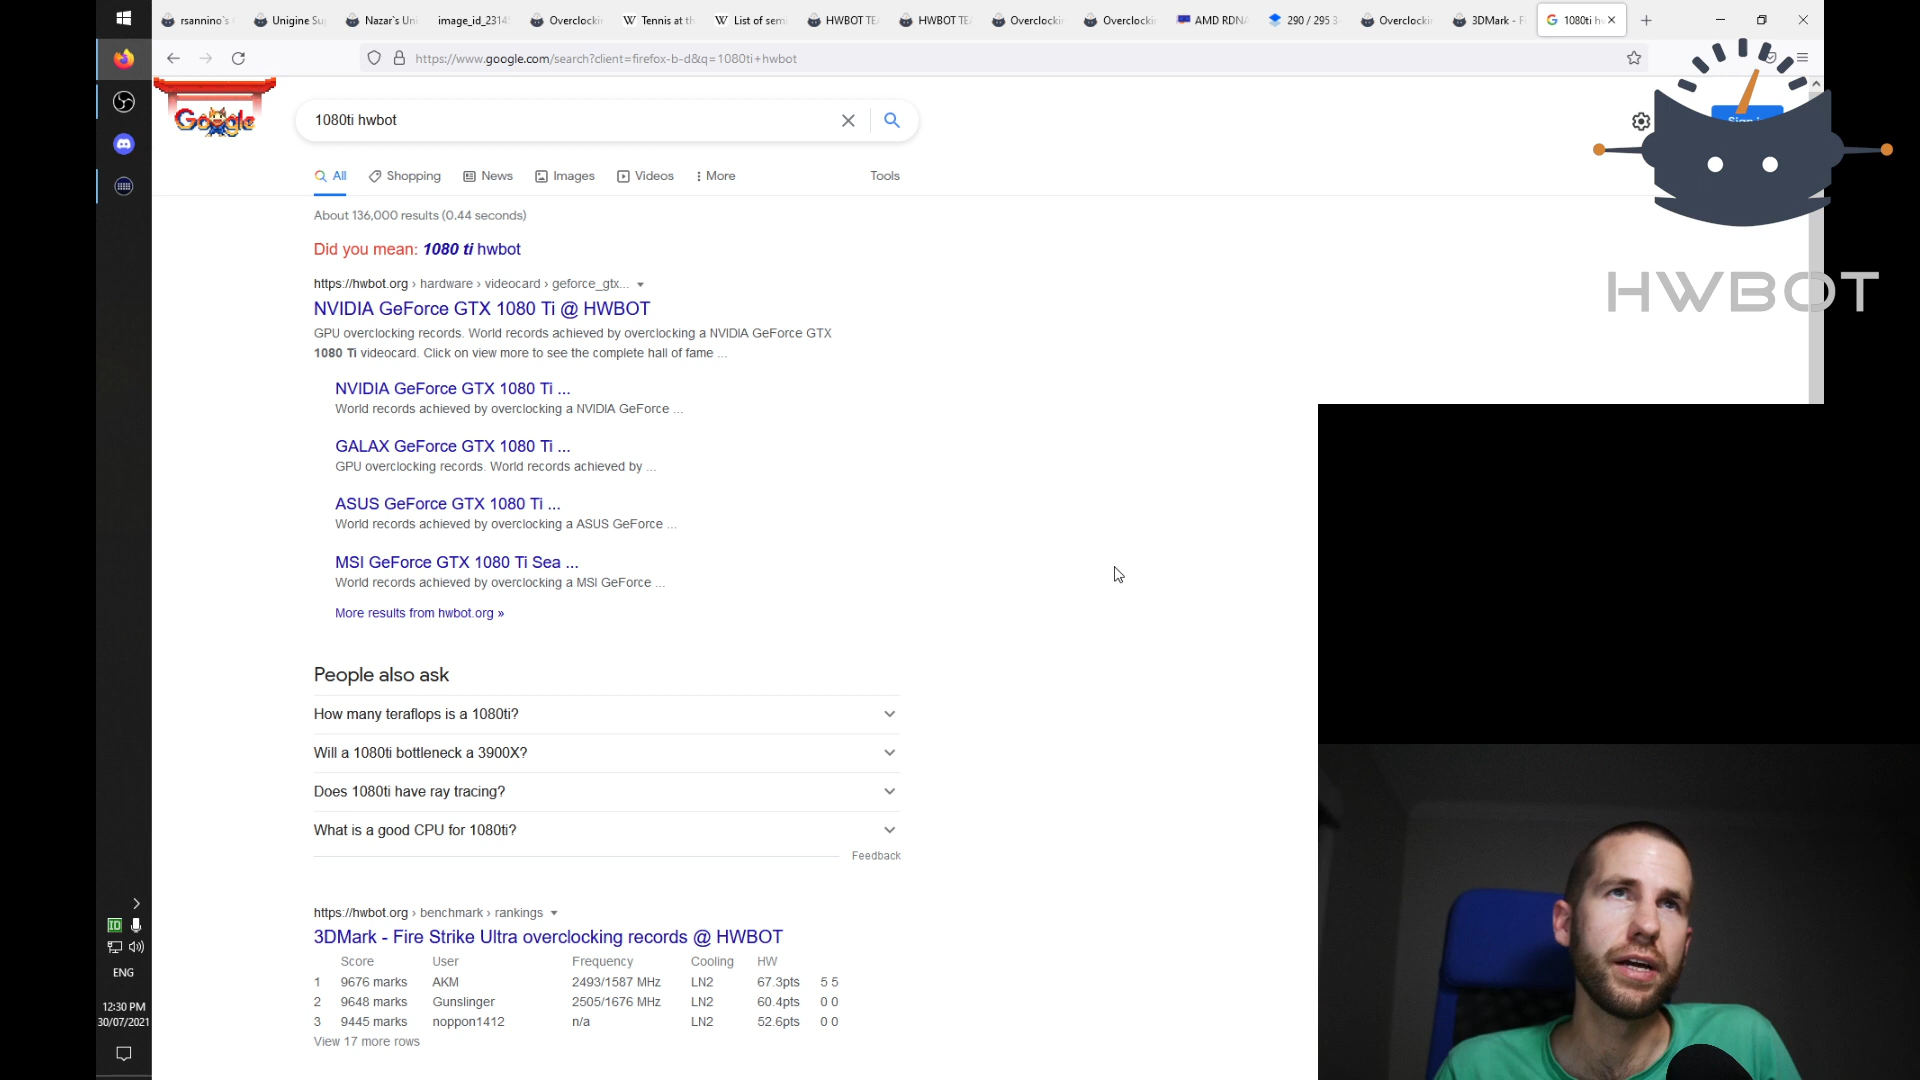 rsannino's
Unigine Su
Nazar's Uni
image_id_2314
Overclocki
Tennis at th
List of semi
HWBOT TEA
HWBOT TEA
Overclockin
Overclockin
AMD RDNA
290 / 295 3
Overclockin
3DMark - F
1080ti hw
https://www.google.com/search?client=firefox-b-d&q=1080ti+hwbot
Google
1080ti hwbot
All
Shopping
News
Images
Videos
More
Tools
About 136,000 results (0.44 seconds)
Did you mean: 1080 ti hwbot
https://hwbot.org › hardware › videocard › geforce_gtx...
NVIDIA GeForce GTX 1080 Ti @ HWBOT
GPU overclocking records. World records achieved by overclocking a NVIDIA GeForce GTX
1080 Ti videocard. Click on view more to see the complete hall of fame ...
NVIDIA GeForce GTX 1080 Ti ...
World records achieved by overclocking a NVIDIA GeForce ...
GALAX GeForce GTX 1080 Ti ...
GPU overclocking records. World records achieved by ...
ASUS GeForce GTX 1080 Ti ...
World records achieved by overclocking a ASUS GeForce ...
MSI GeForce GTX 1080 Ti Sea ...
World records achieved by overclocking a MSI GeForce ...
More results from hwbot.org »
People also ask
How many teraflops is a 1080ti?
Will a 1080ti bottleneck a 3900X?
Does 1080ti have ray tracing?
What is a good CPU for 1080ti?
Feedback
https://hwbot.org › benchmark › rankings
3DMark - Fire Strike Ultra overclocking records @ HWBOT
Score User Frequency Cooling HW
1 9676 marks AKM 2493/1587 MHz LN2 67.3pts 5 5
2 9648 marks Gunslinger 2505/1676 MHz LN2 60.4pts 0 0
3 9445 marks noppon1412 n/a LN2 52.6pts 0 0
View 17 more rows
HWBOT
ENG
12:30 PM
30/07/2021